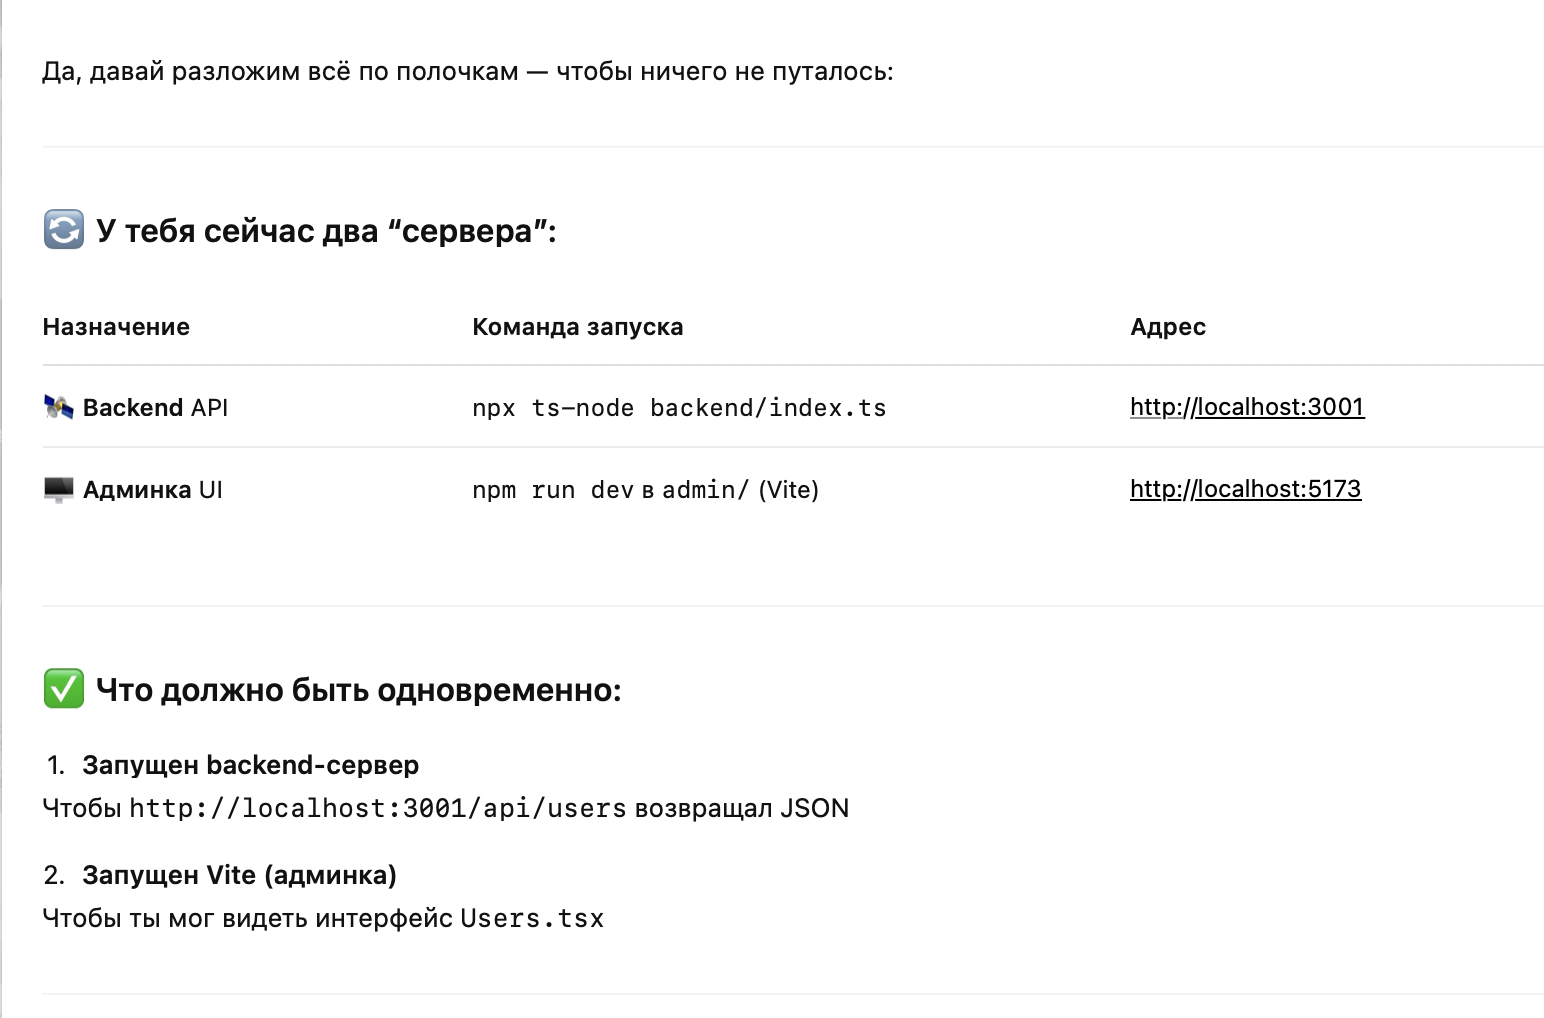 Да, давай разложим всё по полочкам — чтобы ничего не путалось:
🔄 У тебя сейчас два “сервера”:
Назначение Команда запуска Адрес
🛰️ Backend API npx ts-node backend/index.ts http://localhost:3001
🖥️ Админка UI npm run dev в admin/ (Vite) http://localhost:5173
✅ Что должно быть одновременно:
1. Запущен backend-сервер
Чтобы http://localhost:3001/api/users возвращал JSON
2. Запущен Vite (админка)
Чтобы ты мог видеть интерфейс Users.tsx